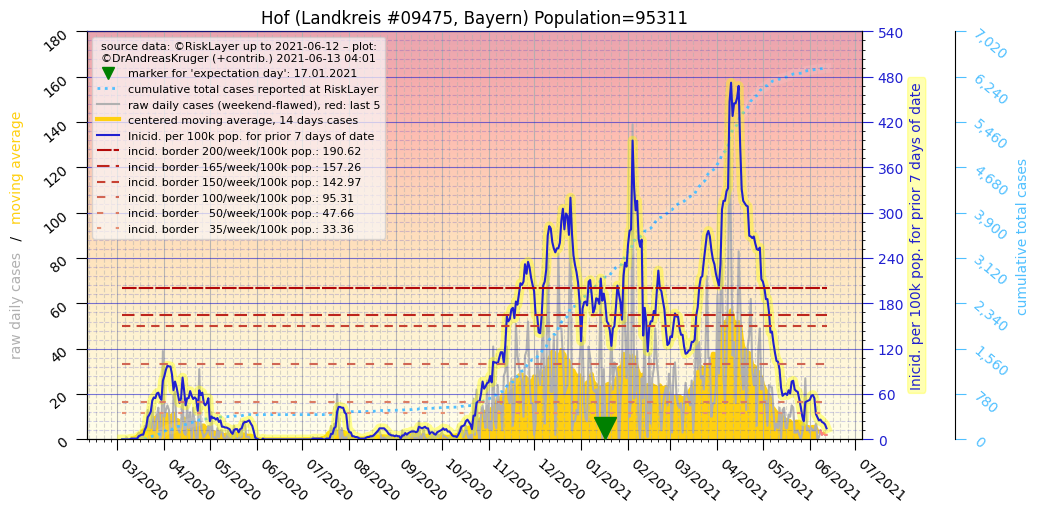 Hof (Landkreis #09475, Bayern) Population=95311
source data: ©RiskLayer up to 2021-06-12 – plot:
©DrAndreasKruger (+contrib.) 2021-06-13 04:01
marker for 'expectation day': 17.01.2021
cumulative total cases reported at RiskLayer
raw daily cases (weekend-flawed), red: last 5
centered moving average, 14 days cases
Inicid. per 100k pop. for prior 7 days of date
incid. border 200/week/100k pop.: 190.62
incid. border 165/week/100k pop.: 157.26
incid. border 150/week/100k pop.: 142.97
incid. border 100/week/100k pop.: 95.31
incid. border 50/week/100k pop.: 47.66
incid. border 35/week/100k pop.: 33.36
raw daily cases / moving average
180
160
140
120
100
80
60
40
20
0
540
480
420
360
300
240
180
120
60
0
Inicid. per 100k pop. for prior 7 days of date
7,020
6,240
5,460
4,680
3,900
3,120
2,340
1,560
780
0
cumulative total cases
03/2020
04/2020
05/2020
06/2020
07/2020
08/2020
09/2020
10/2020
11/2020
12/2020
01/2021
02/2021
03/2021
04/2021
05/2021
06/2021
07/2021